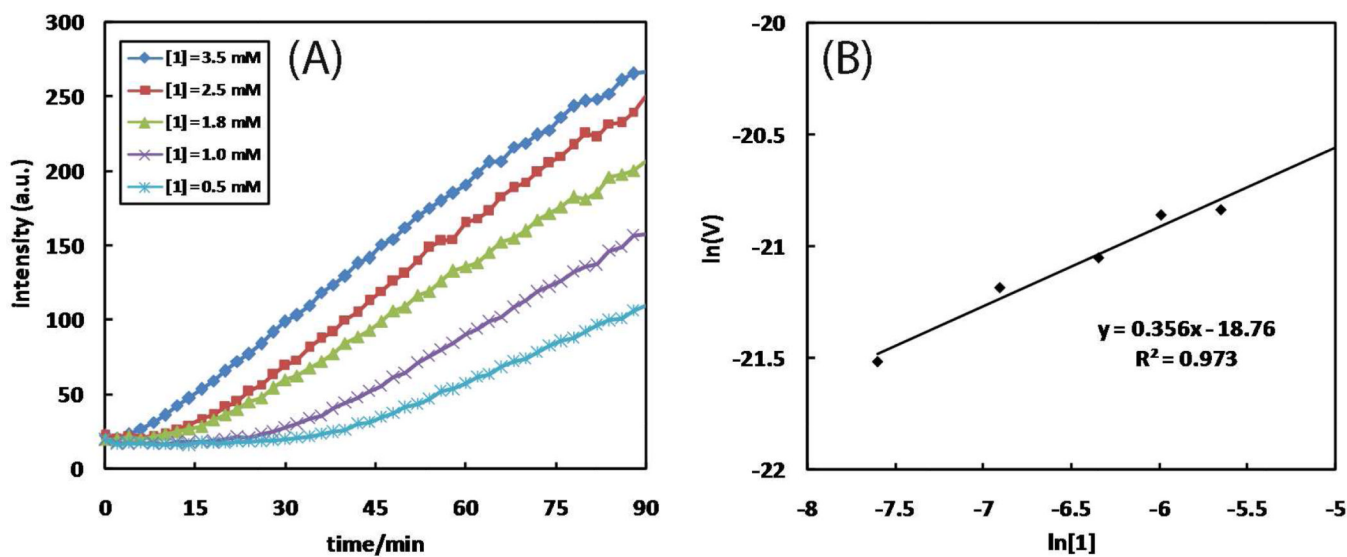 (A)
300
250
200
150
100
50
0
Intensity (a.u.)
[1] = 3.5 mM
[1] = 2.5 mM
[1] = 1.8 mM
[1] = 1.0 mM
[1] = 0.5 mM
0 15 30 45 60 75 90
time/min
(B)
-20
-20.5
-21
-21.5
-22
ln(V)
y = 0.356x - 18.76
R² = 0.973
-8 -7.5 -7 -6.5 -6 -5.5 -5
ln[1]